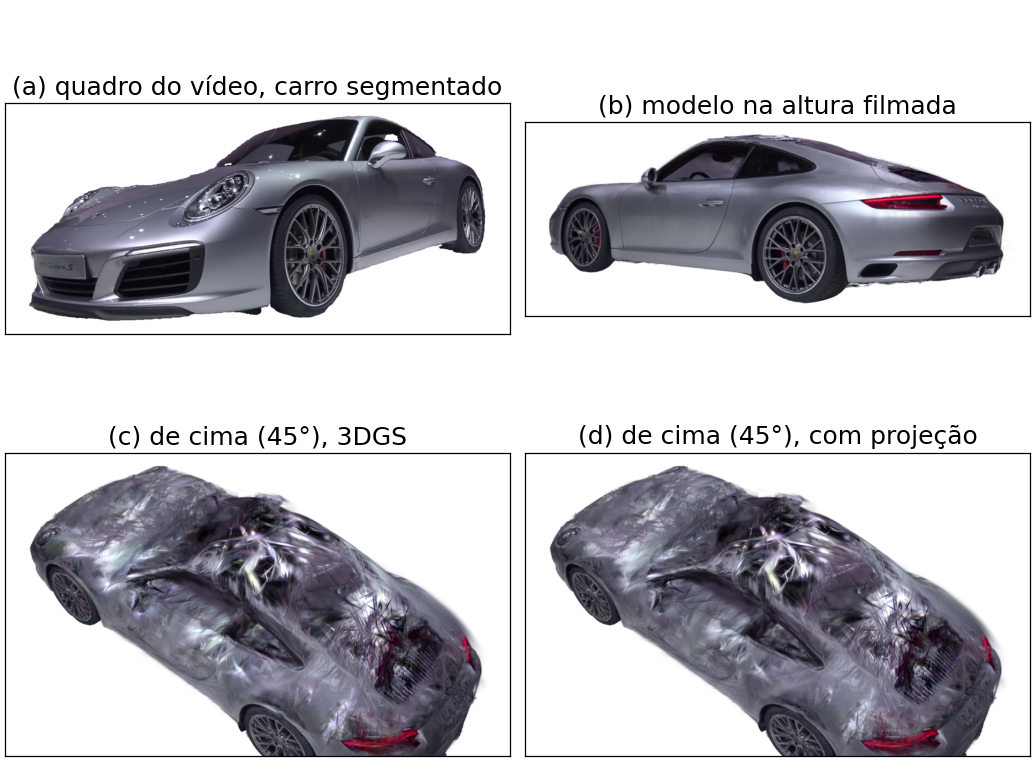 (a) quadro do vídeo, carro segmentado
(b) modelo na altura filmada
(c) de cima (45°), 3DGS
(d) de cima (45°), com projeção